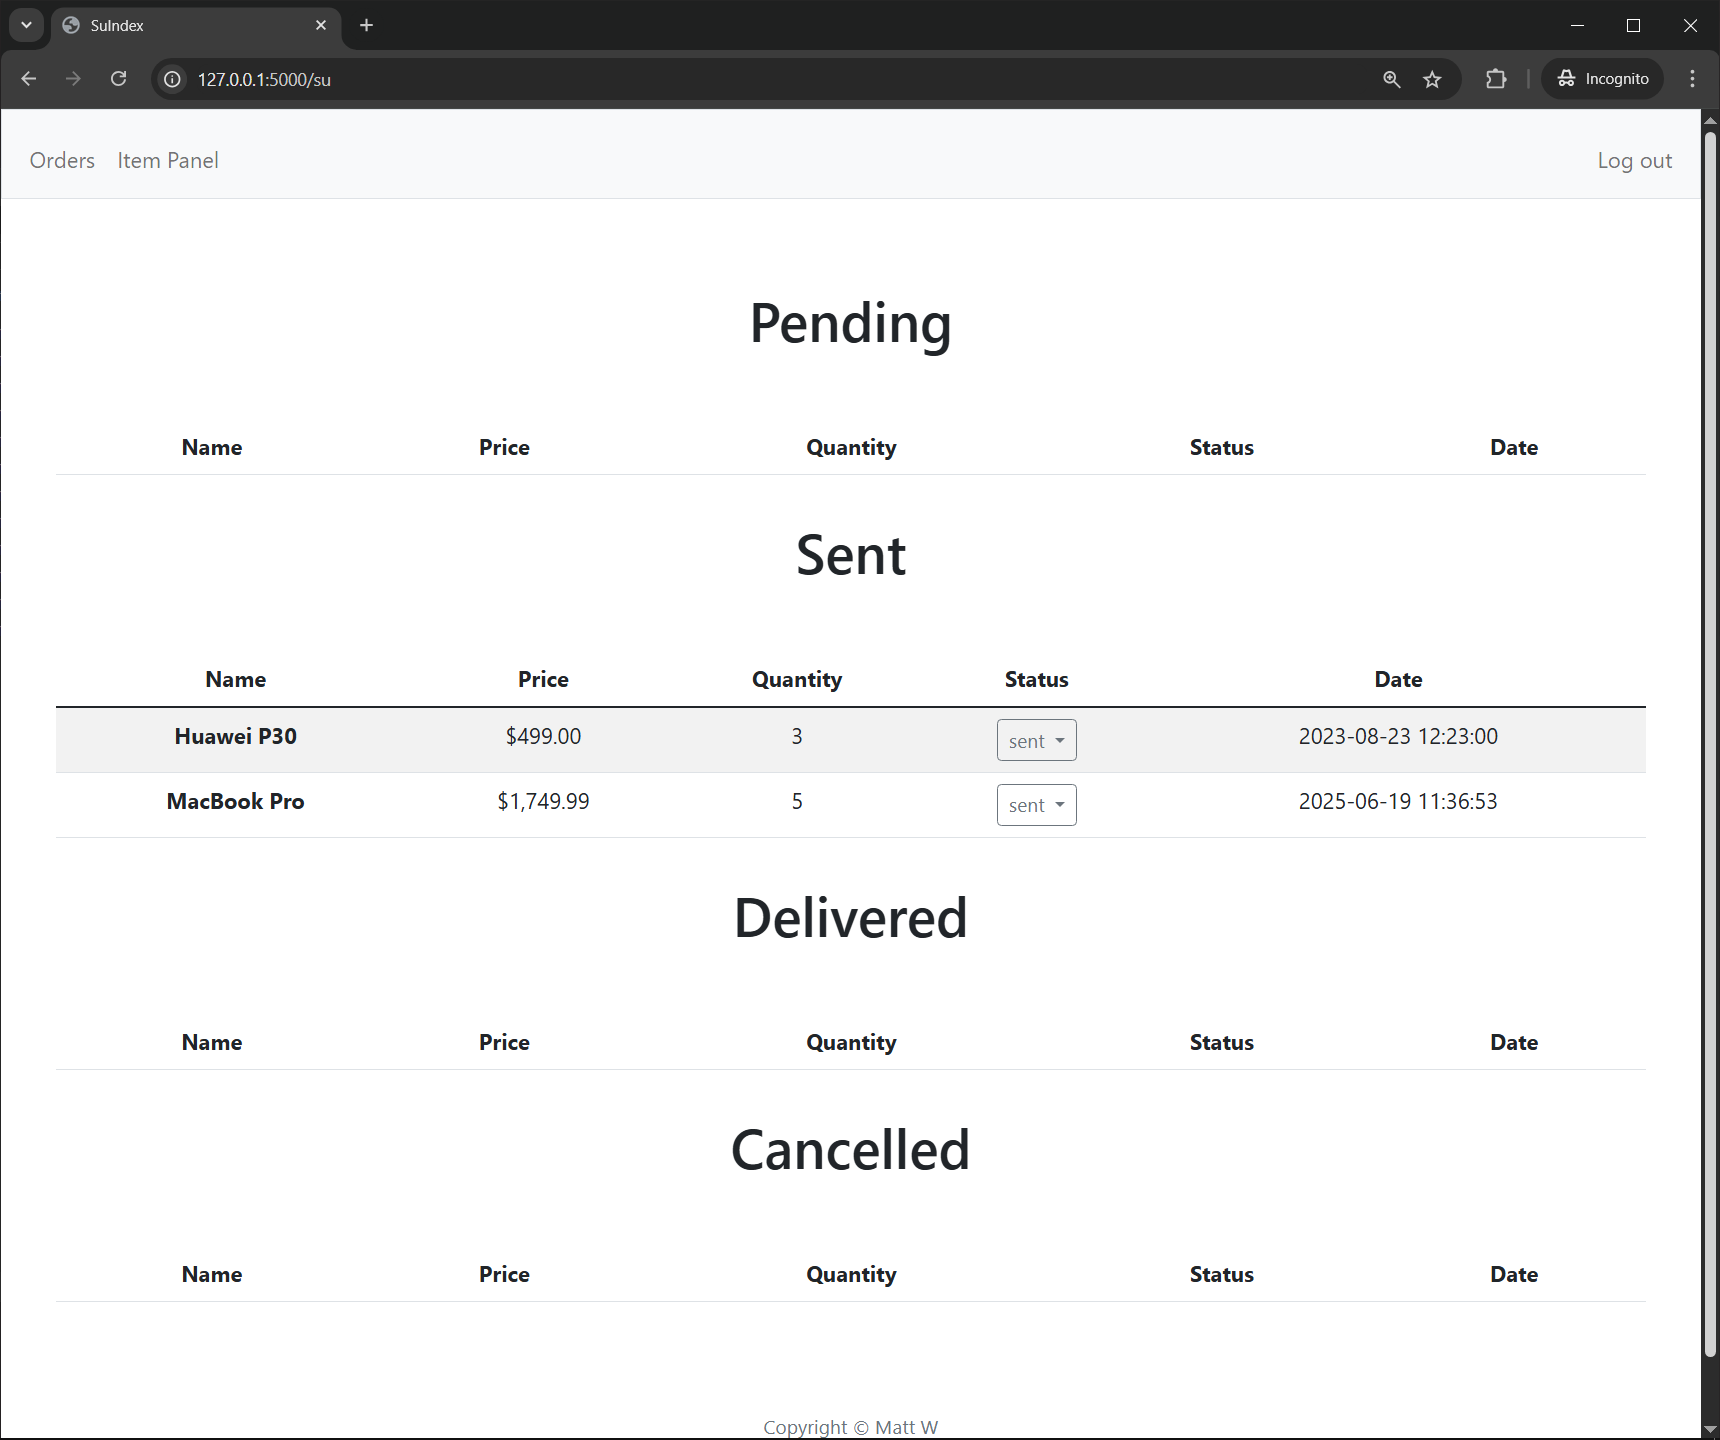 SuIndex
127.0.0.1:5000/su
Incognito
Orders Item Panel Log out
Pending
Name Price Quantity Status Date
Sent
Name Price Quantity Status Date
Huawei P30 $499.00 3 sent 2023-08-23 12:23:00
MacBook Pro $1,749.99 5 sent 2025-06-19 11:36:53
Delivered
Name Price Quantity Status Date
Cancelled
Name Price Quantity Status Date
Copyright © Matt W